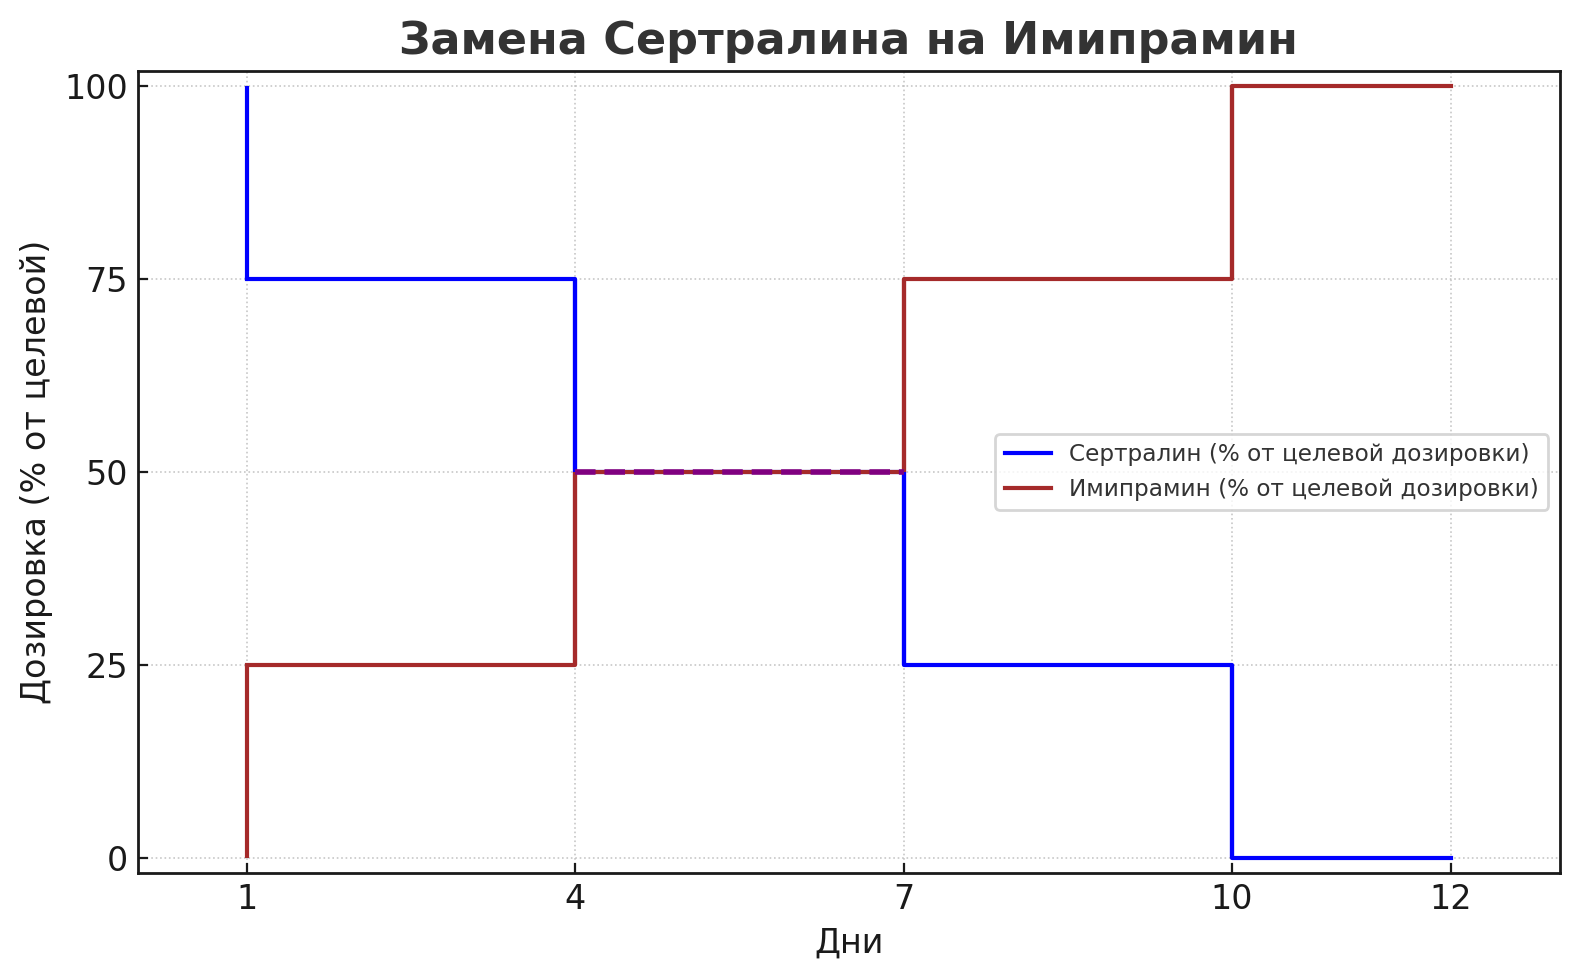 Замена Сертралина на Имипрамин
Дозировка (% от целевой)
100
75
50
25
0
Сертралин (% от целевой дозировки)
Имипрамин (% от целевой дозировки)
1 4 7 10 12
Дни